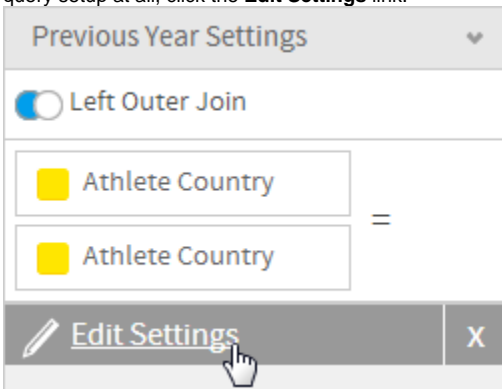 query setup at all, click the Edit Settings link.
Previous Year Settings
Left Outer Join
Athlete Country
=
Athlete Country
Edit Settings X